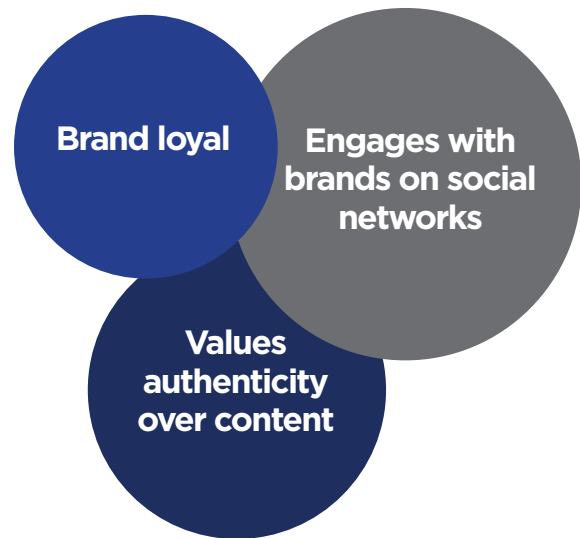 Brand loyal
Engages with
brands on social
networks
Values
authenticity
over content